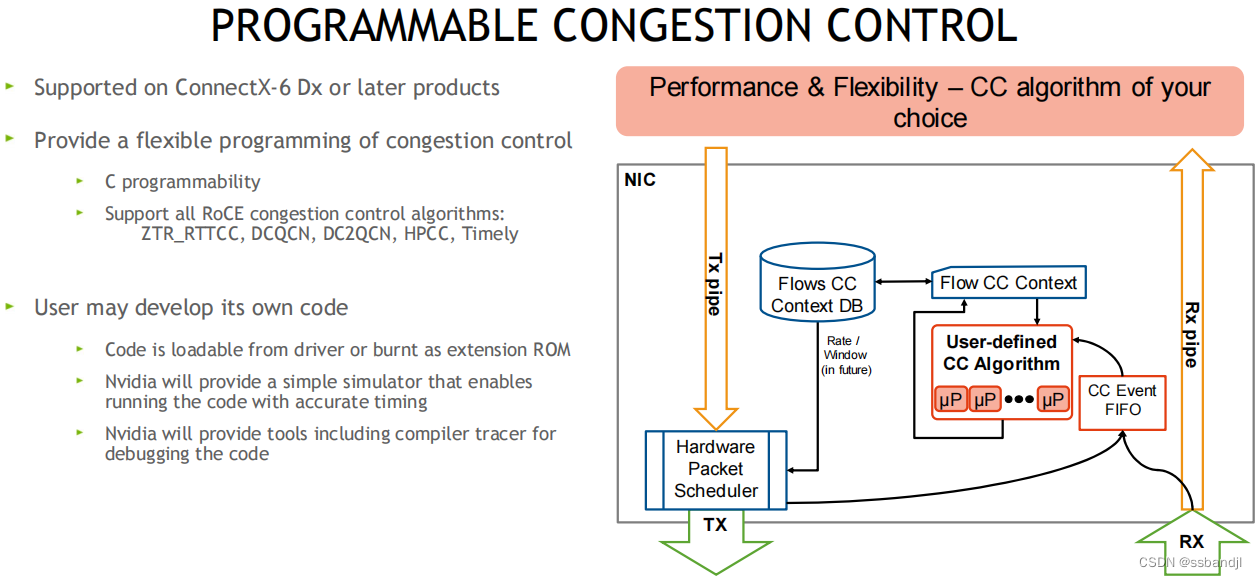 PROGRAMMABLE CONGESTION CONTROL
Supported on ConnectX-6 Dx or later products
Provide a flexible programming of congestion control
C programmability
Support all RoCE congestion control algorithms:
ZTR_RTTCC, DCQCN, DC2QCN, HPCC, Timely
User may develop its own code
Code is loadable from driver or burnt as extension ROM
Nvidia will provide a simple simulator that enables
running the code with accurate timing
Nvidia will provide tools including compiler tracer for
debugging the code
Performance & Flexibility – CC algorithm of your
choice
NIC
Tx pipe
Flows CC
Context DB
Flow CC Context
Rate /
Window
(in future)
User-defined
CC Algorithm
µP µP ●●● µP
CC Event
FIFO
Rx pipe
Hardware
Packet
Scheduler
TX
RX
CSDN @ssbandjl